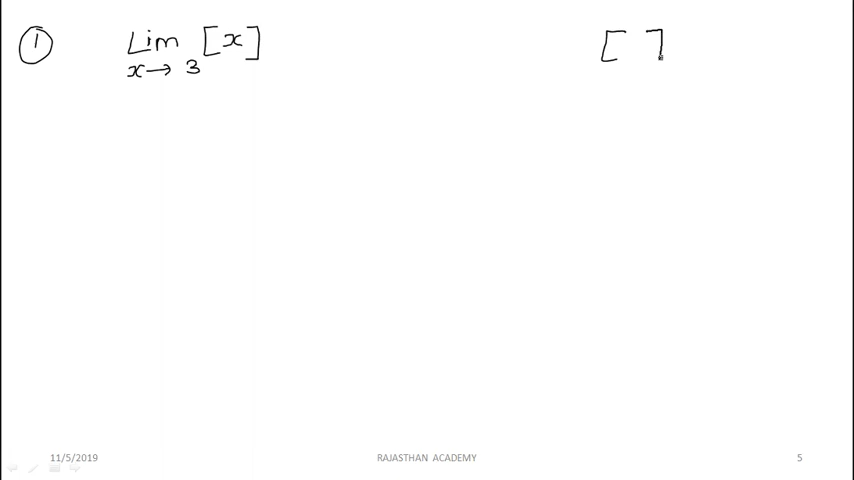 ① Lim [x] [ ]
x→3
11/5/2019 RAJASTHAN ACADEMY 5